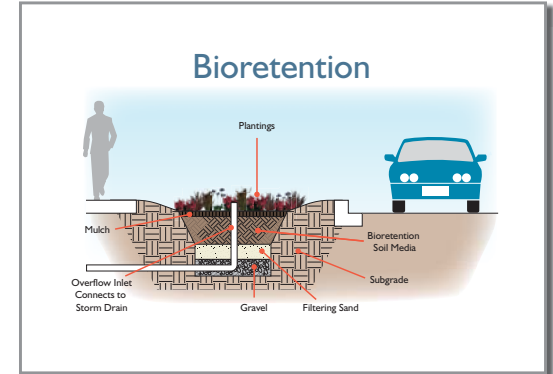 Bioretention
Plantings
Mulch
Bioretention
Soil Media
Subgrade
Overflow Inlet
Connects to
Storm Drain
Gravel
Filtering Sand